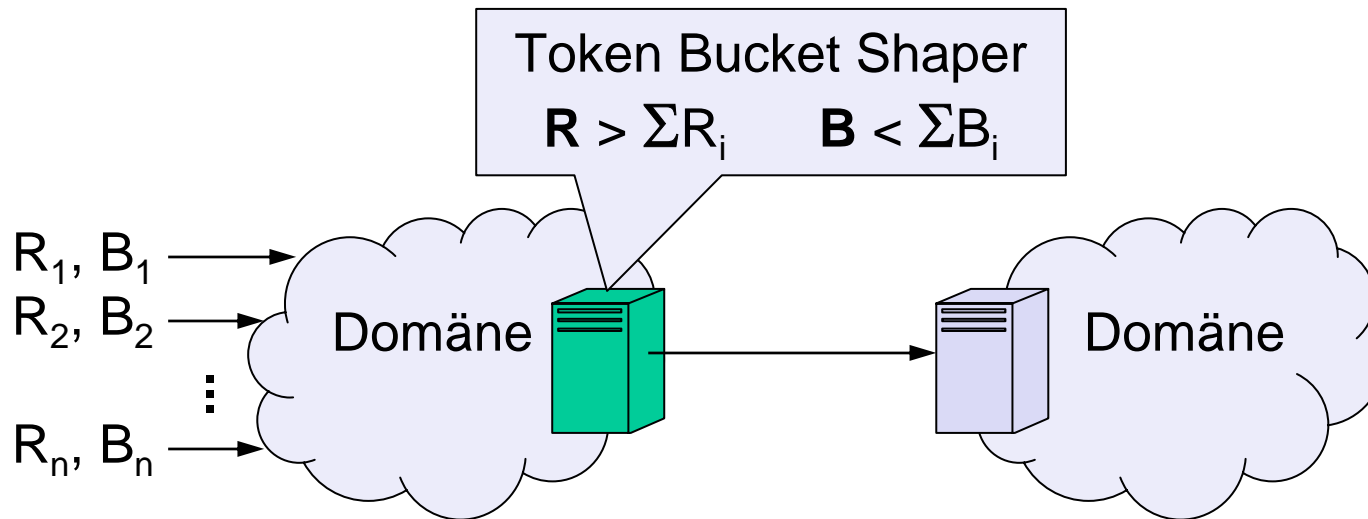 Token Bucket Shaper
R > ΣRᵢ B < ΣBᵢ
R₁, B₁
R₂, B₂
Domäne
Domäne
⋮
Rₙ, Bₙ